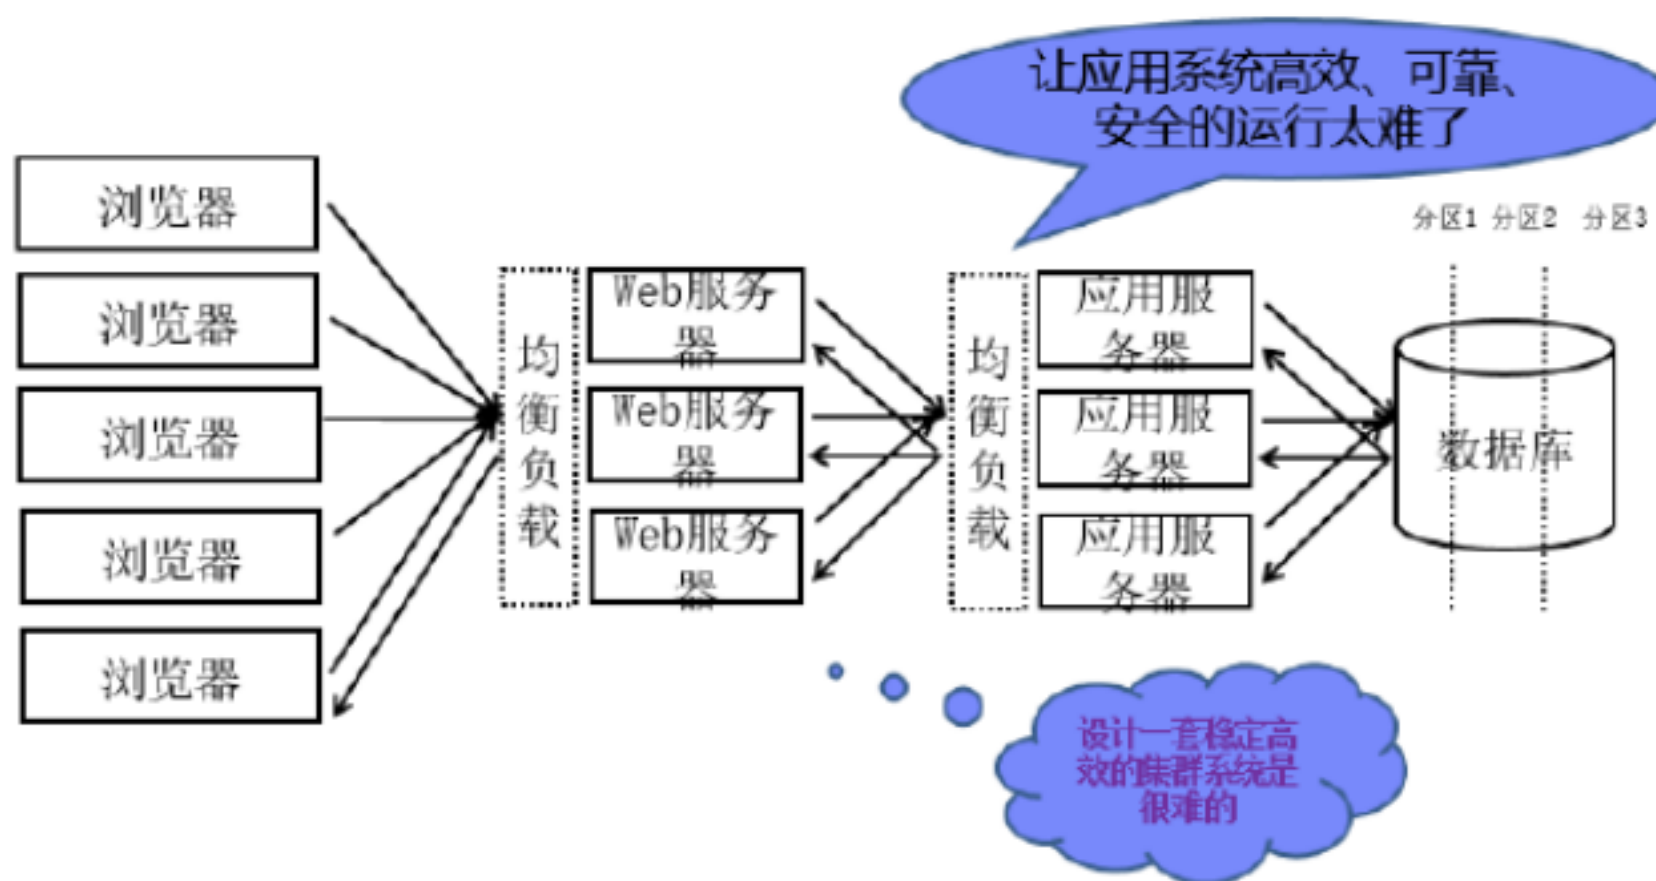 让应用系统高效、可靠、
安全的运行太难了
分区1 分区2 分区3
浏览器
浏览器
浏览器
浏览器
浏览器
均
衡
负
载
Web服务
器
Web服务
器
Web服务
器
均
衡
负
载
应用服
务器
应用服
务器
应用服
务器
数据库
设计一套稳定高
效的集群系统是
很难的